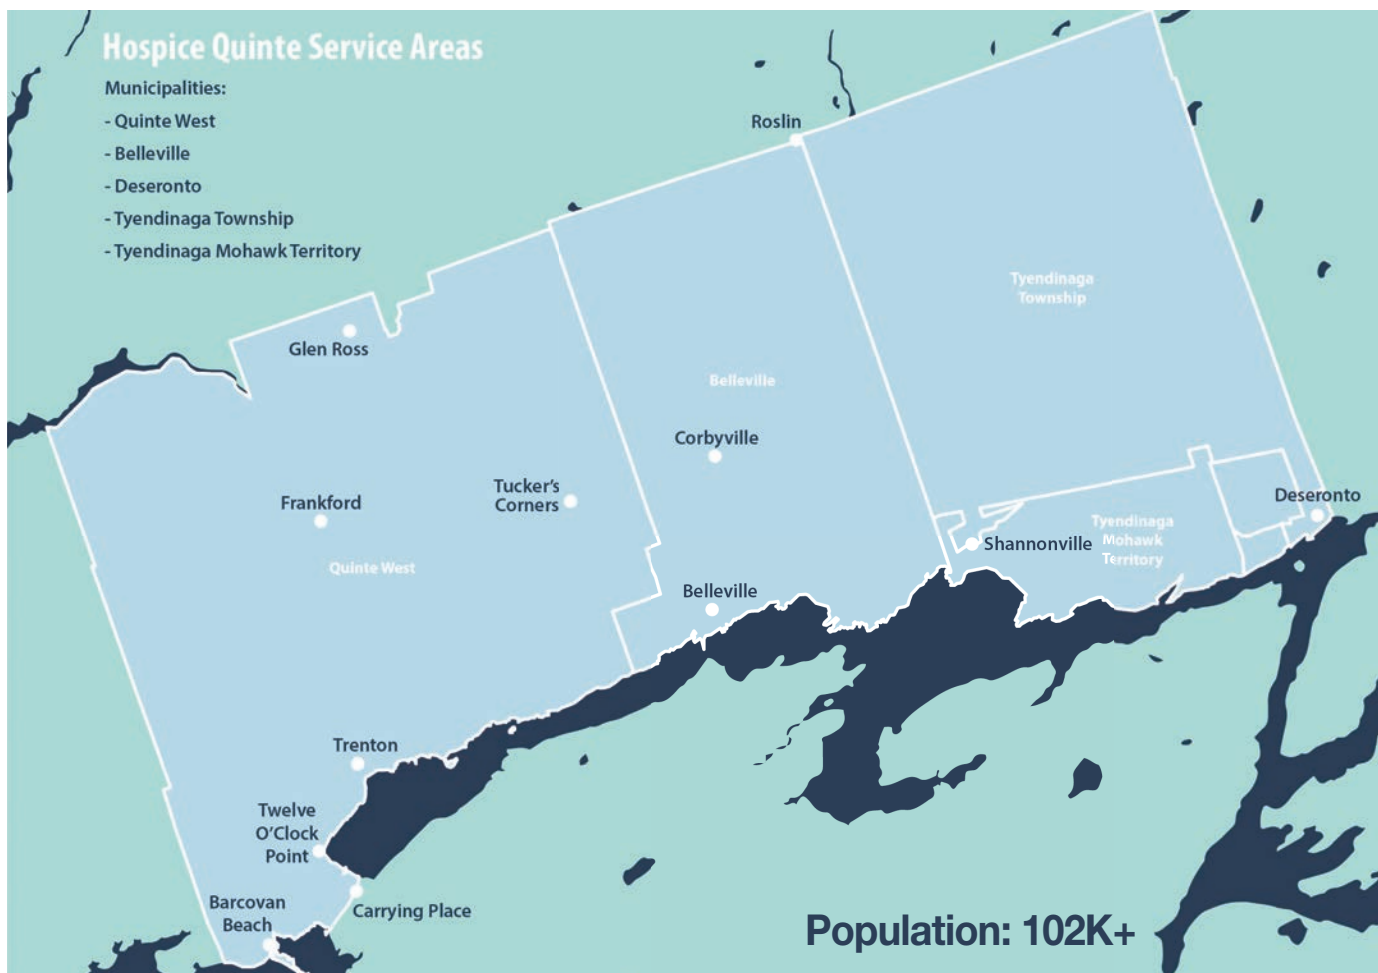 Hospice Quinte Service Areas
Municipalities:
- Quinte West
- Belleville
- Deseronto
- Tyendinaga Township
- Tyendinaga Mohawk Territory
Roslin
Tyendinaga
Township
Glen Ross
Belleville
Corbyville
Tucker's
Corners
Frankford
Quinte West
Deseronto
Tyendinaga
Mohawk
Territory
Shannonville
Belleville
Trenton
Twelve
O'Clock
Point
Barcovan
Beach
Carrying Place
Population: 102K+